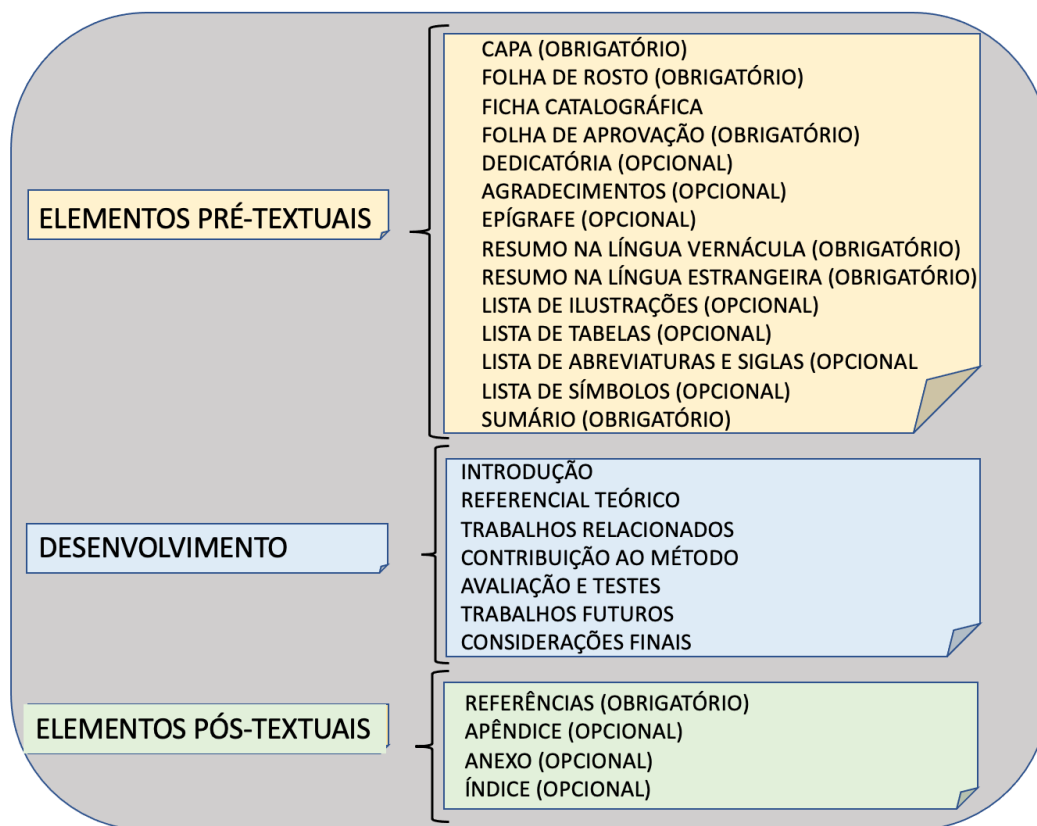 ELEMENTOS PRÉ-TEXTUAIS
CAPA (OBRIGATÓRIO)
FOLHA DE ROSTO (OBRIGATÓRIO)
FICHA CATALOGRÁFICA
FOLHA DE APROVAÇÃO (OBRIGATÓRIO)
DEDICATÓRIA (OPCIONAL)
AGRADECIMENTOS (OPCIONAL)
EPÍGRAFE (OPCIONAL)
RESUMO NA LÍNGUA VERNÁCULA (OBRIGATÓRIO)
RESUMO NA LÍNGUA ESTRANGEIRA (OBRIGATÓRIO)
LISTA DE ILUSTRAÇÕES (OPCIONAL)
LISTA DE TABELAS (OPCIONAL)
LISTA DE ABREVIATURAS E SIGLAS (OPCIONAL
LISTA DE SÍMBOLOS (OPCIONAL)
SUMÁRIO (OBRIGATÓRIO)
DESENVOLVIMENTO
INTRODUÇÃO
REFERENCIAL TEÓRICO
TRABALHOS RELACIONADOS
CONTRIBUIÇÃO AO MÉTODO
AVALIAÇÃO E TESTES
TRABALHOS FUTUROS
CONSIDERAÇÕES FINAIS
ELEMENTOS PÓS-TEXTUAIS
REFERÊNCIAS (OBRIGATÓRIO)
APÊNDICE (OPCIONAL)
ANEXO (OPCIONAL)
ÍNDICE (OPCIONAL)